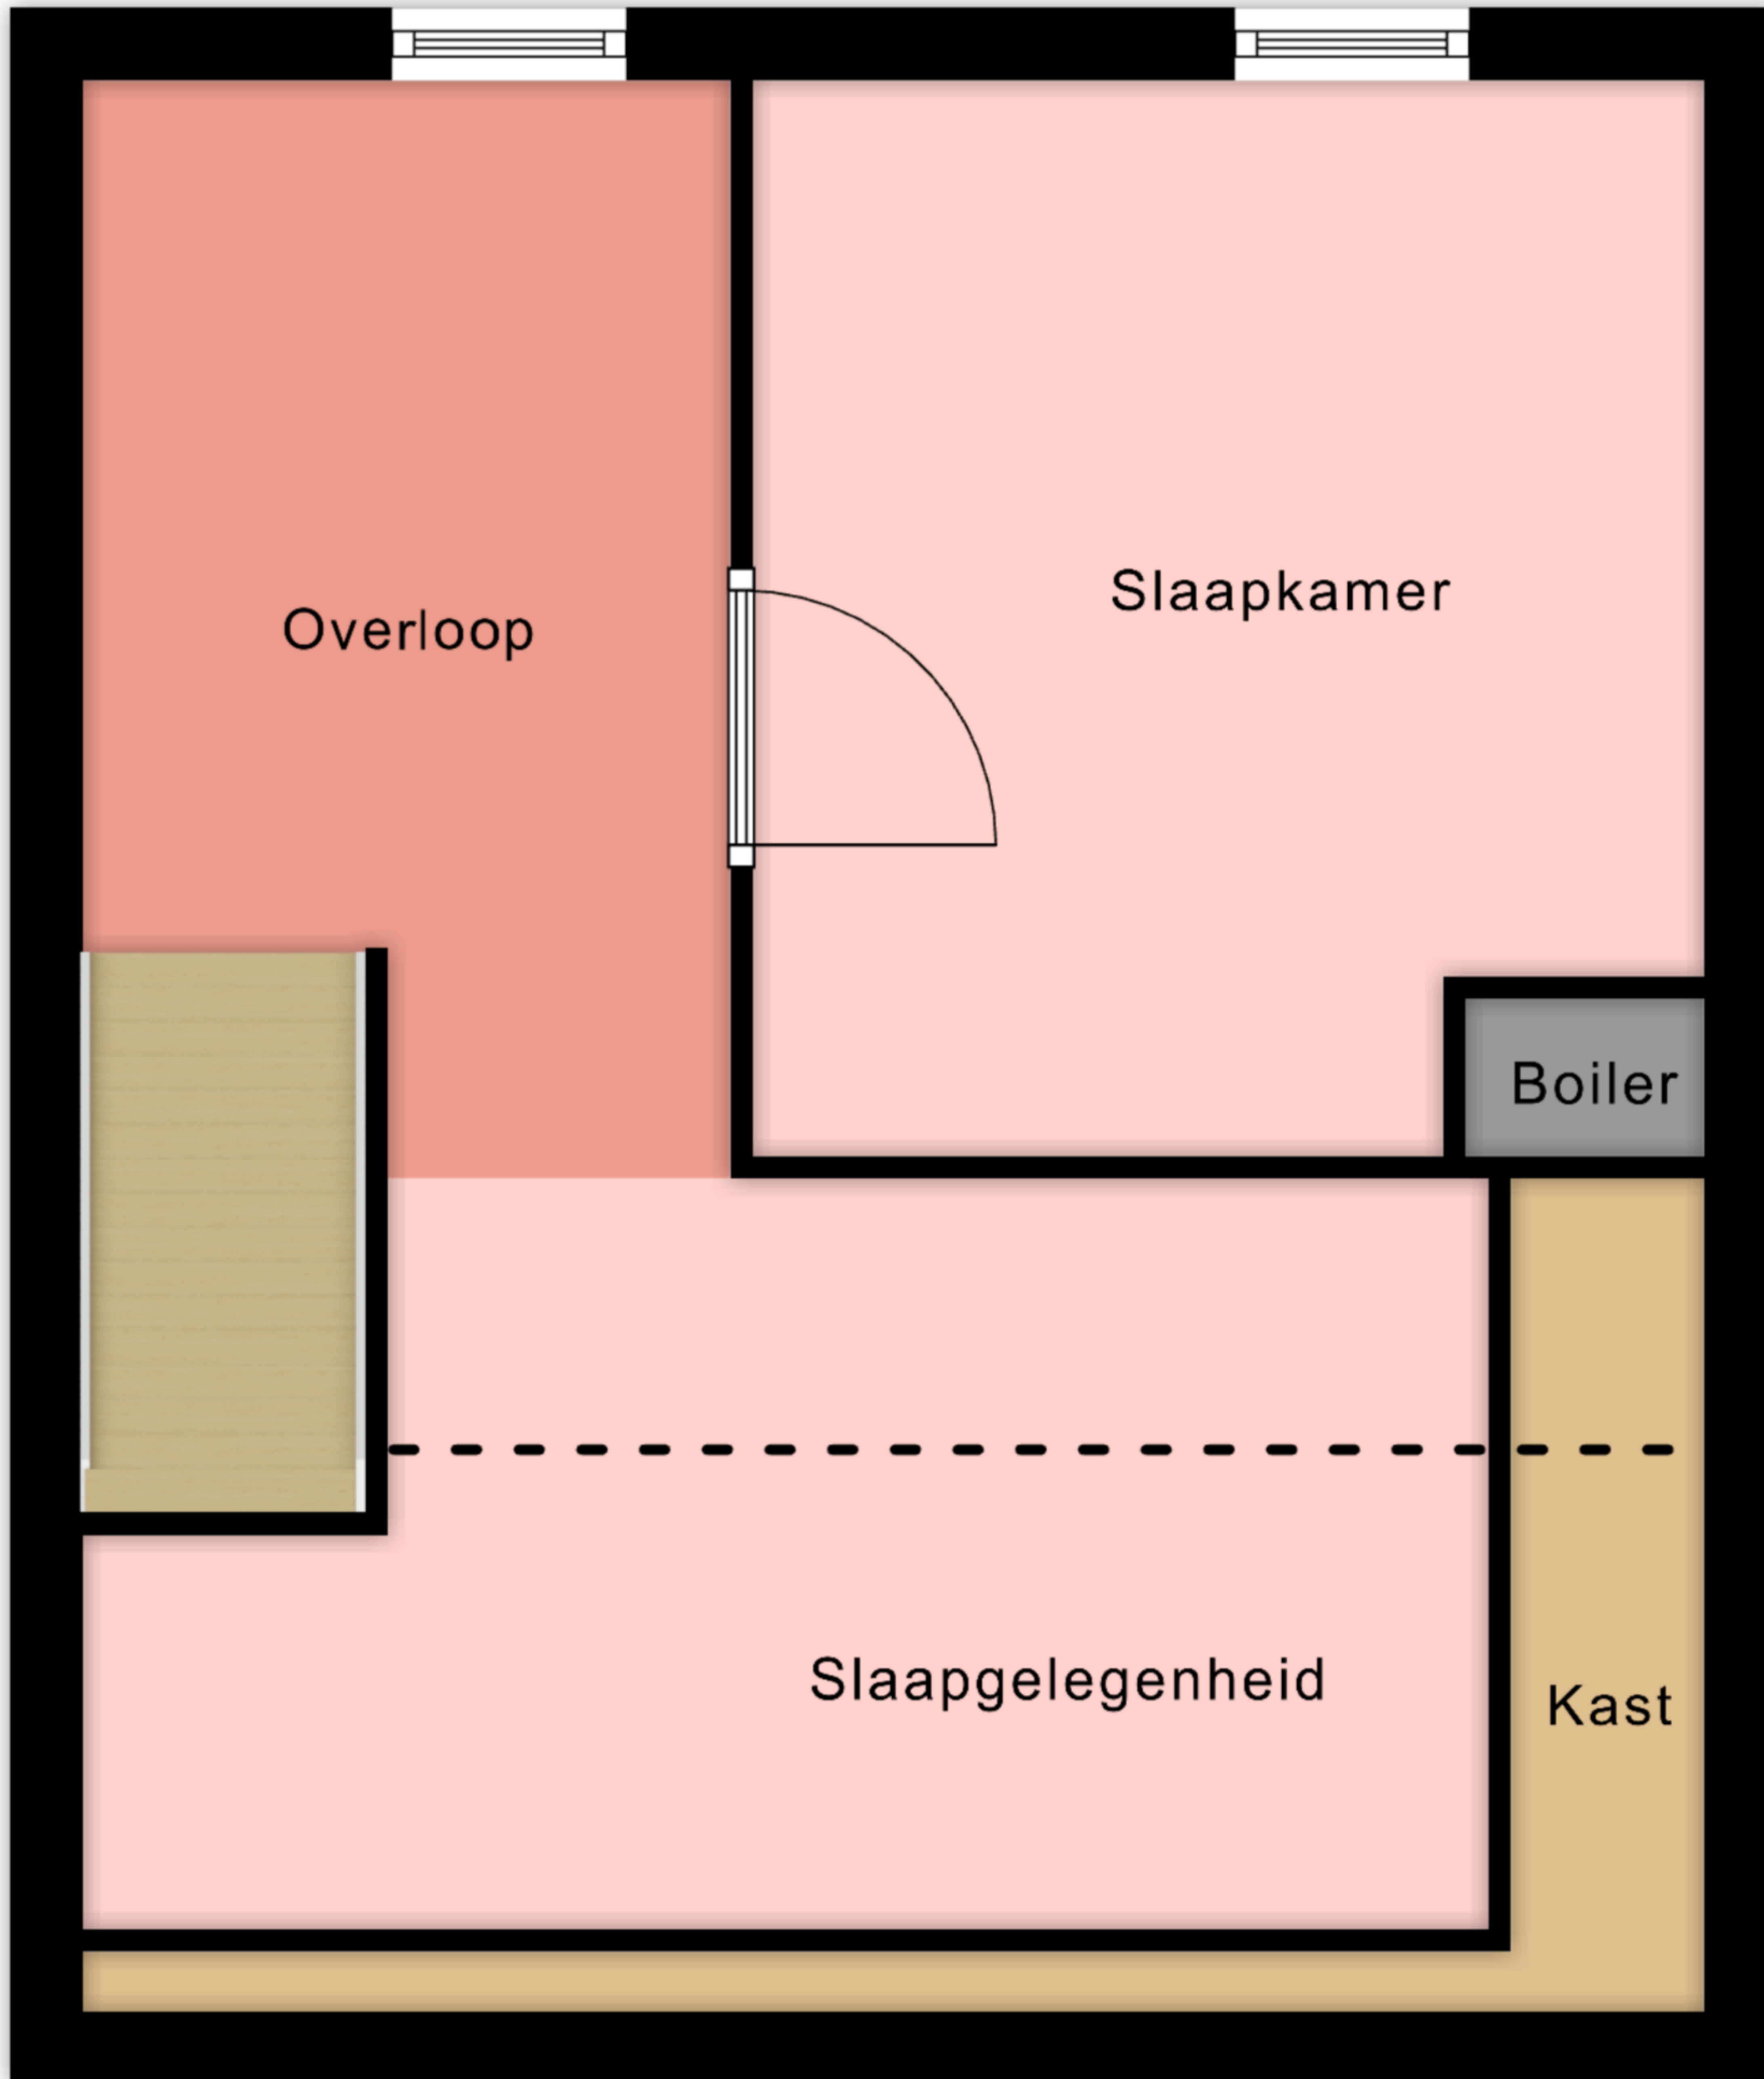 Slaapkamer
Overloop
Boiler
Slaapgelegenheid
Kast